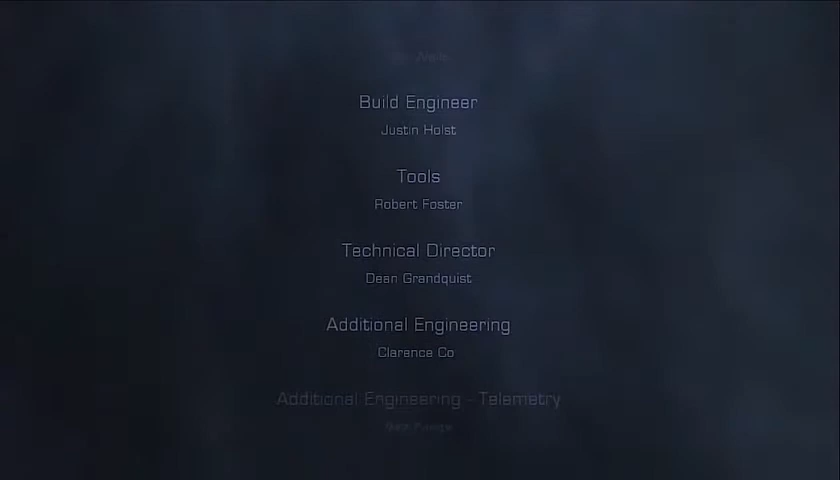 Build Engineer
Justin Holst
Tools
Robert Foster
Technical Director
Dean Grandquist
Additional Engineering
Clarence Co
Additional Engineering - Telemetry